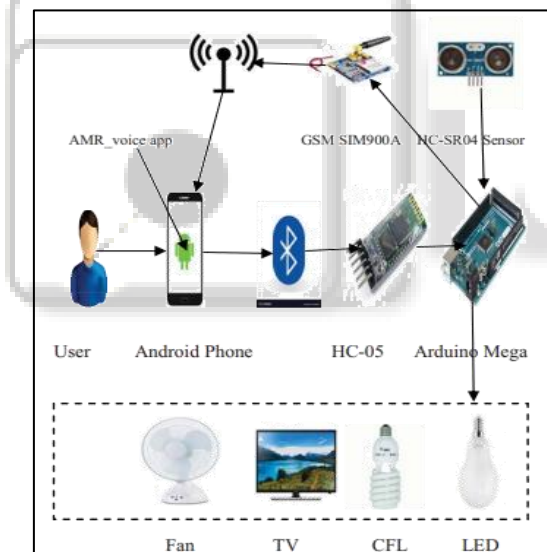 AMR_voice app
GSM SIM900A
HC-SR04 Sensor
User
Android Phone
HC-05
Arduino Mega
Fan
TV
CFL
LED